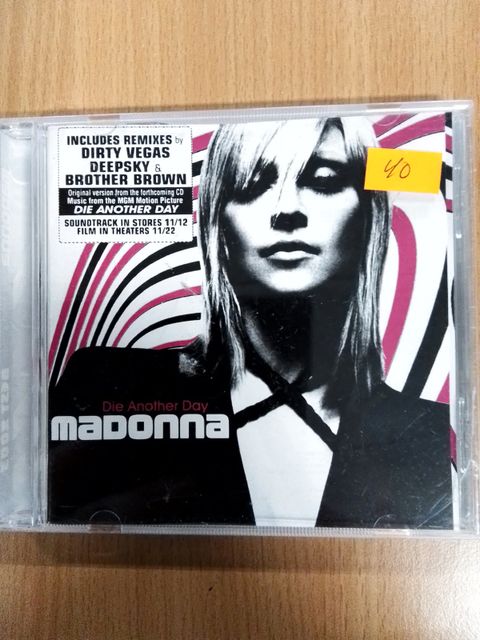 INCLUDES REMIXES by
DIRTY VEGAS
DEEPSKY &
BROTHER BROWN
Original version from the forthcoming CD
Music from the MGM Motion Picture
DIE ANOTHER DAY
SOUNDTRACK IN STORES 11/12
FILM IN THEATERS 11/22
40
Die Another Day
madonna